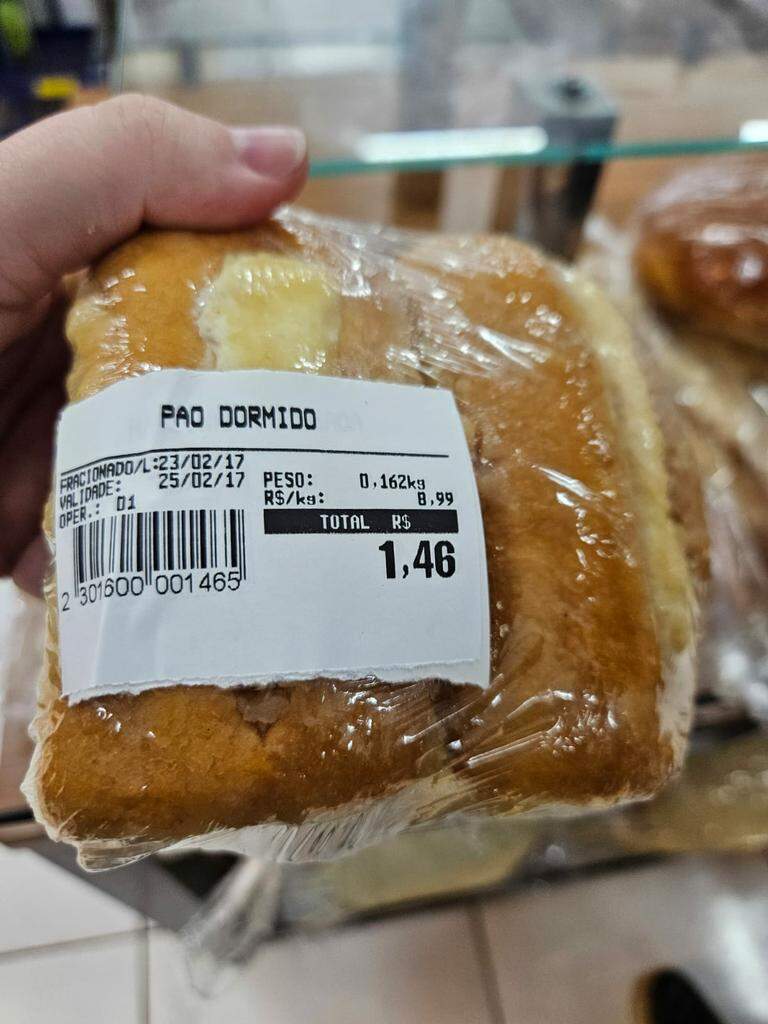 PAO DORMIDO
FRACIONADO/L:23/02/17
VALIDADE: 25/02/17
OPER.: 01
PESO: 0,162kg
R$/kg: 8,99
TOTAL R$
1,46
2 301600 001465